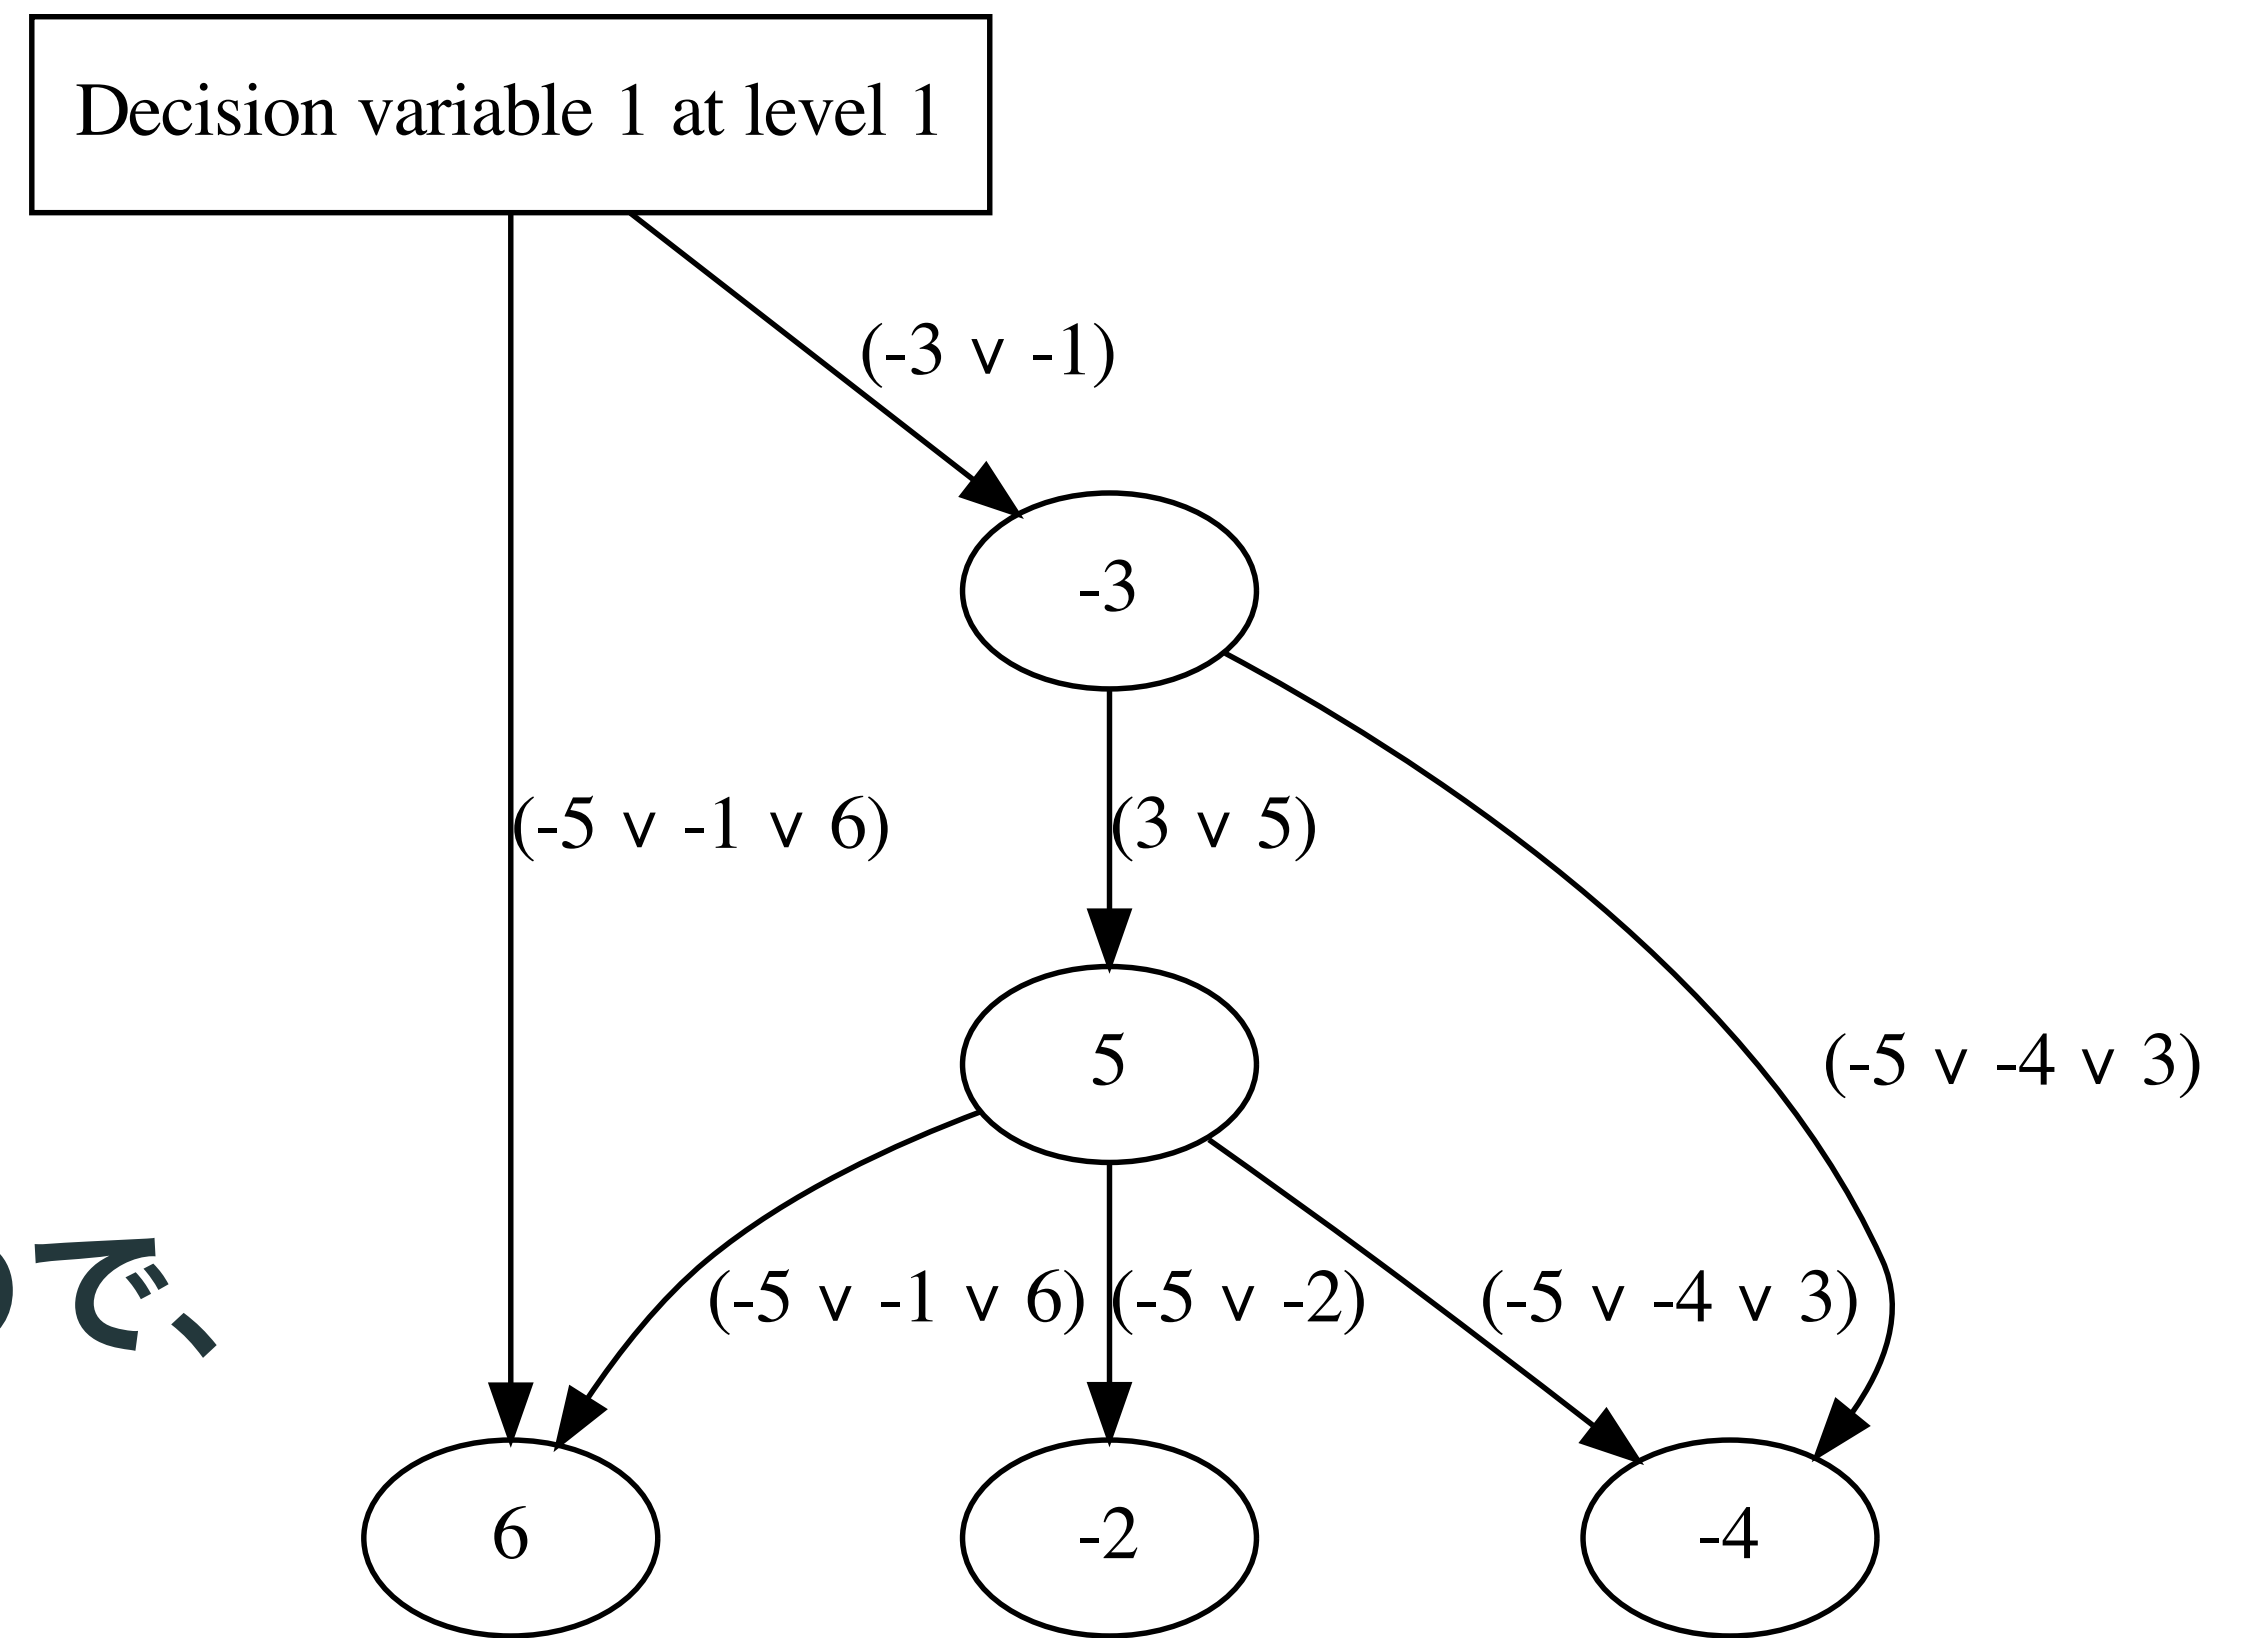 Decision variable 1 at level 1
(-3 ∨ -1)
-3
(-5 ∨ -1 ∨ 6)
(3 ∨ 5)
5
(-5 ∨ -4 ∨ 3)
で、
(-5 ∨ -1 ∨ 6)
(-5 ∨ -2)
(-5 ∨ -4 ∨ 3)
6
-2
-4